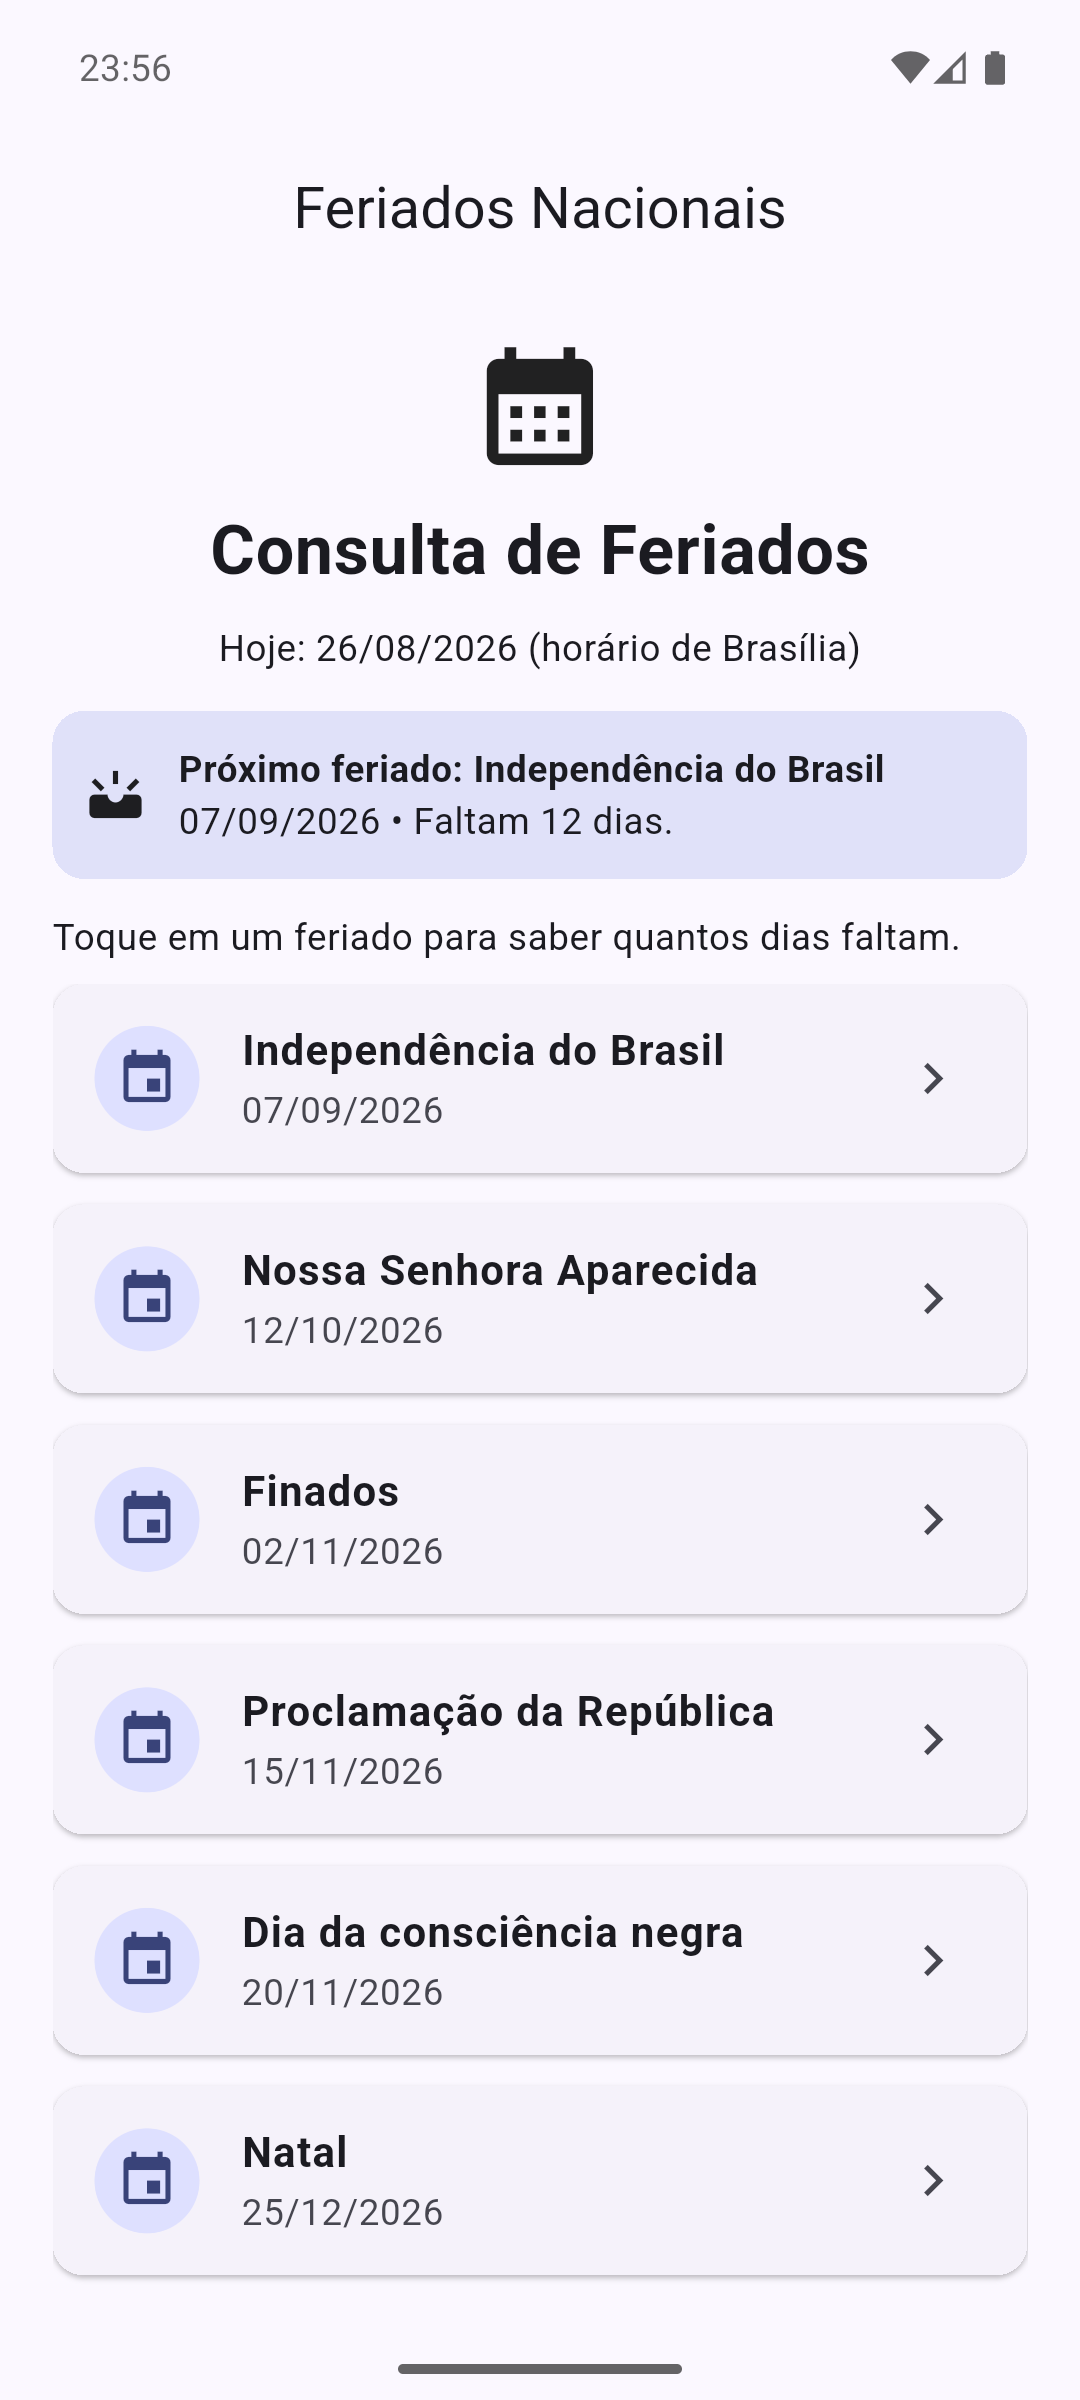 23:56
Feriados Nacionais
Consulta de Feriados
Hoje: 26/08/2026 (horário de Brasília)
Próximo feriado: Independência do Brasil
07/09/2026 • Faltam 12 dias.
Toque em um feriado para saber quantos dias faltam.
Independência do Brasil
07/09/2026
Nossa Senhora Aparecida
12/10/2026
Finados
02/11/2026
Proclamação da República
15/11/2026
Dia da consciência negra
20/11/2026
Natal
25/12/2026